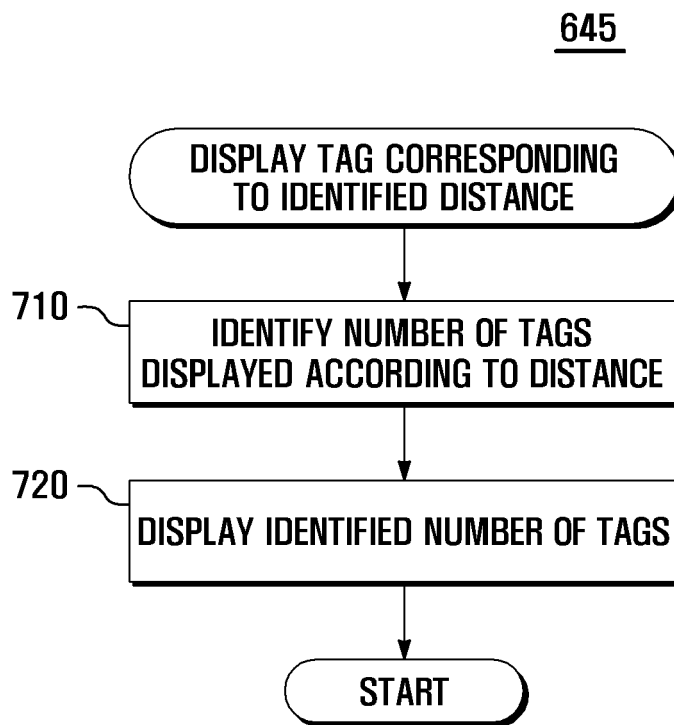 645
DISPLAY TAG CORRESPONDING
TO IDENTIFIED DISTANCE
710
IDENTIFY NUMBER OF TAGS
DISPLAYED ACCORDING TO DISTANCE
720
DISPLAY IDENTIFIED NUMBER OF TAGS
START